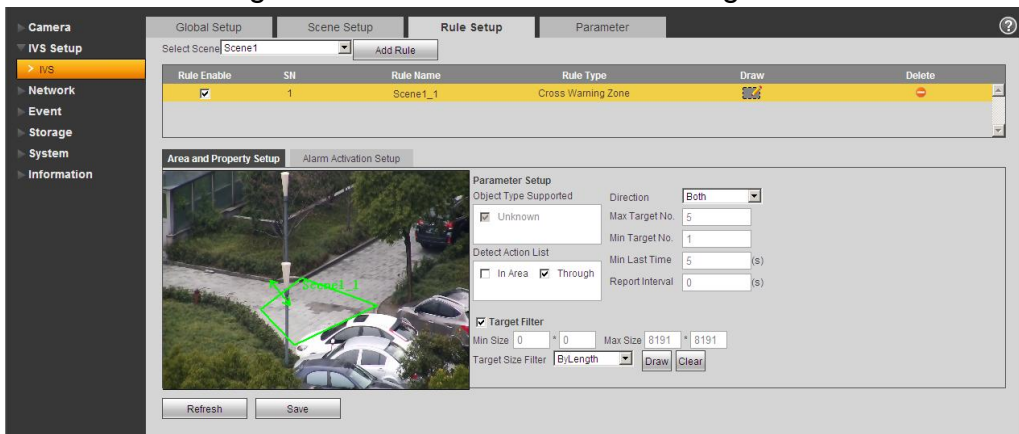 Camera
IVS Setup
> IVS
Network
Event
Storage
System
Information
Global Setup Scene Setup Rule Setup Parameter ?
Select Scene Scene1 Add Rule
Rule Enable SN Rule Name Rule Type Draw Delete
1 Scene1_1 Cross Warning Zone
Area and Property Setup Alarm Activation Setup
Scene1_1
Parameter Setup
Object Type Supported Direction Both
Unknown Max Target No. 5
Min Target No. 1
Detect Action List Min Last Time 5 (s)
In Area Through Report Interval 0 (s)
Target Filter
Min Size 0 * 0 Max Size 8191 * 8191
Target Size Filter ByLength Draw Clear
Refresh Save